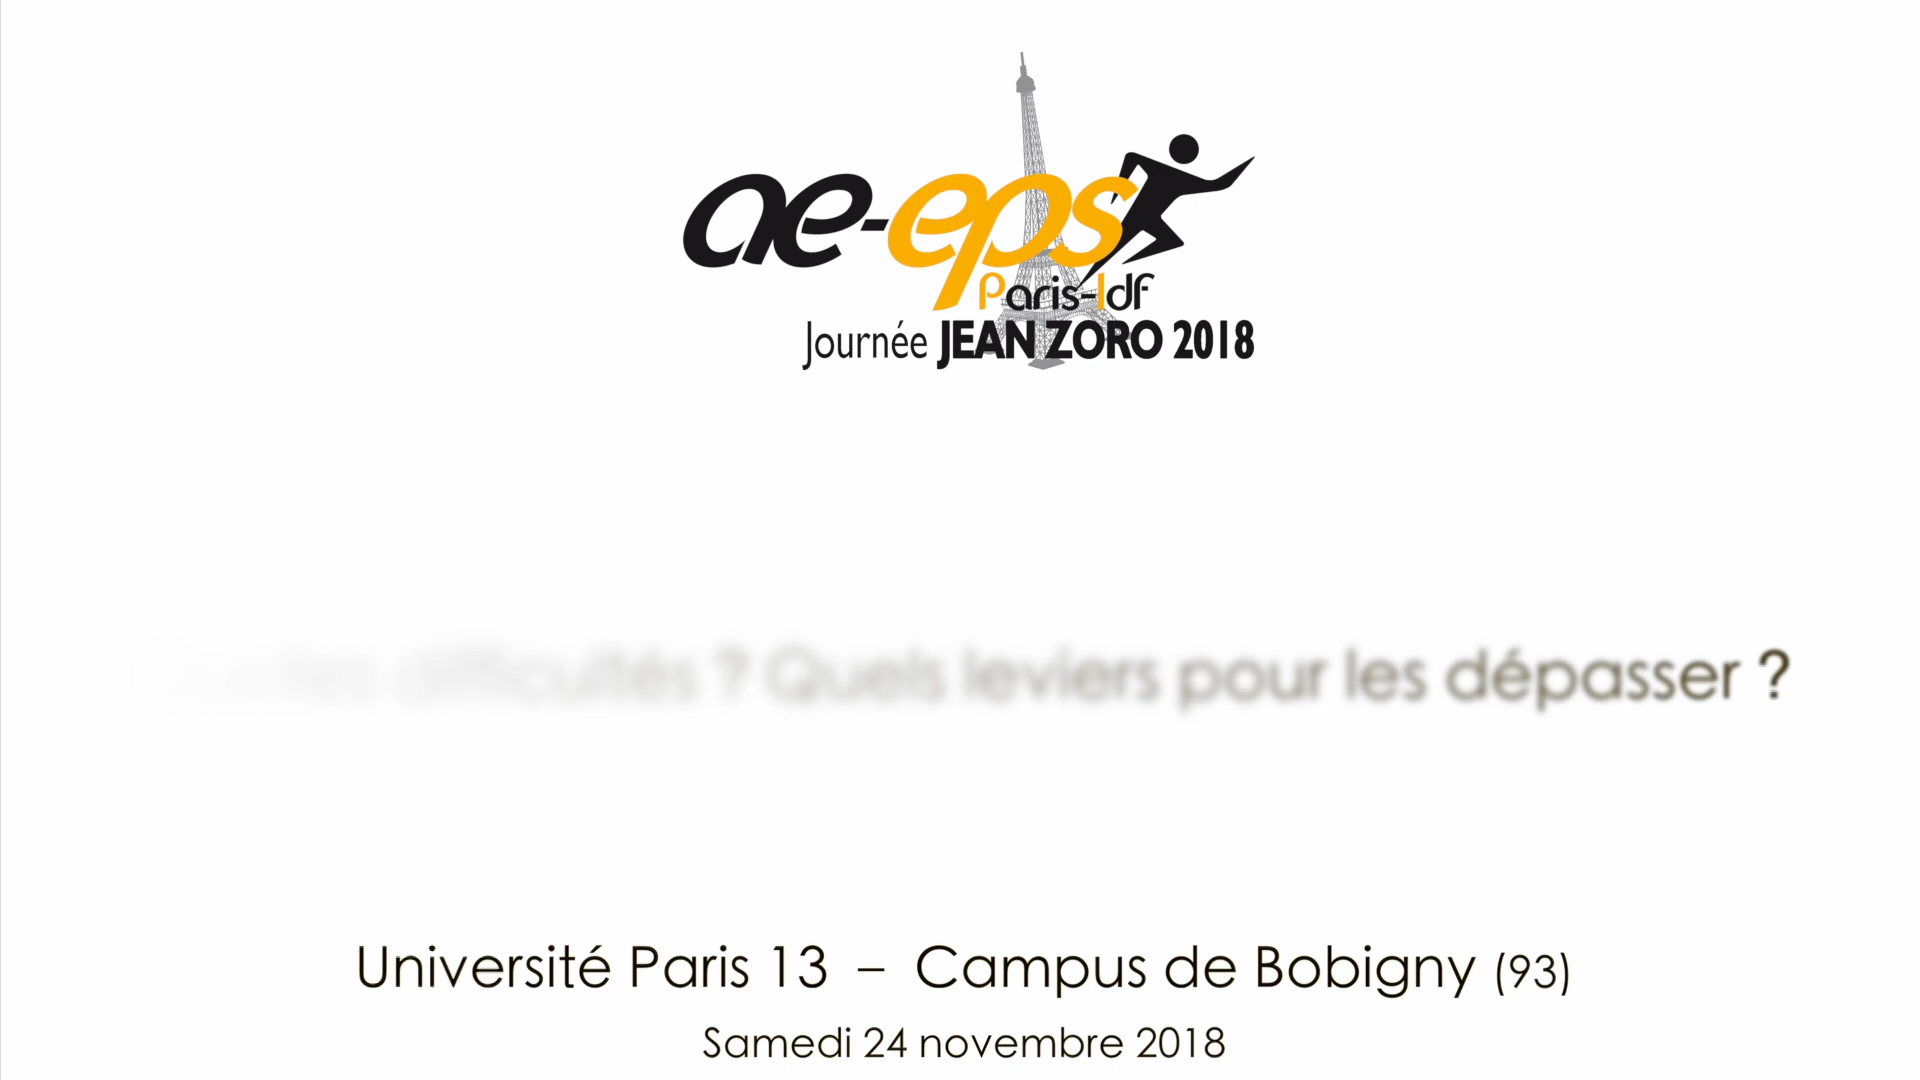 ae-eps
Paris-Idf
Journée JEAN ZORO 2018
difficultés ? Quels leviers pour les dépasser ?
Université Paris 13 – Campus de Bobigny (93)
Samedi 24 novembre 2018